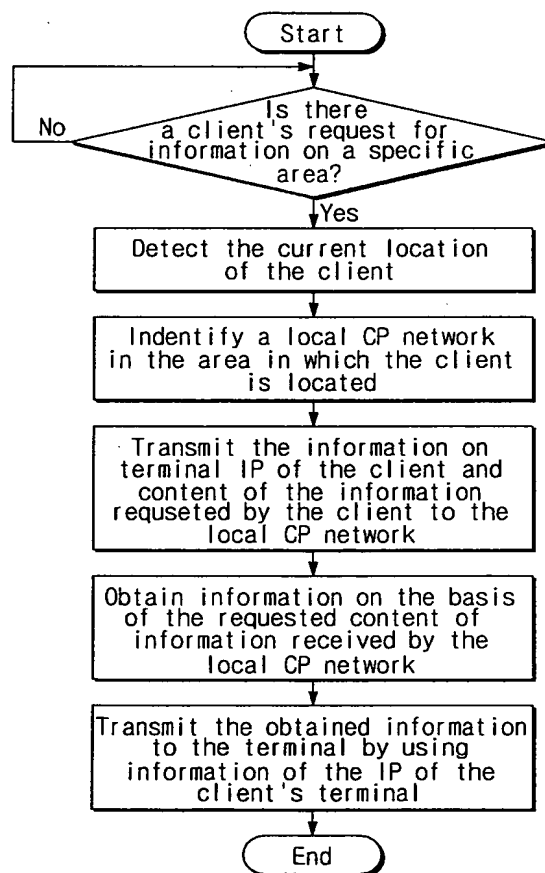 Start
Is there
a client's request for
information on a specific
area?
No
Yes
Detect the current location
of the client
Indentify a local CP network
in the area in which the client
is located
Transmit the information on
terminal IP of the client and
content of the information
requseted by the client to the
local CP network
Obtain information on the basis
of the requested content of
information received by the
local CP network
Transmit the obtained information
to the terminal by using
information of the IP of the
client's terminal
End